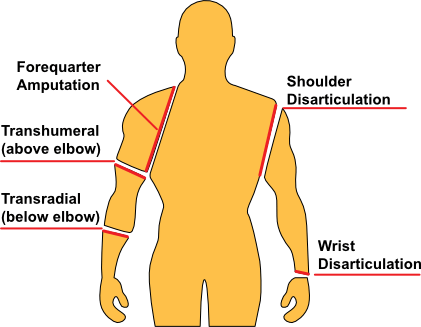 Forequarter
Amputation
Shoulder
Disarticulation
Transhumeral
(above elbow)
Transradial
(below elbow)
Wrist
Disarticulation